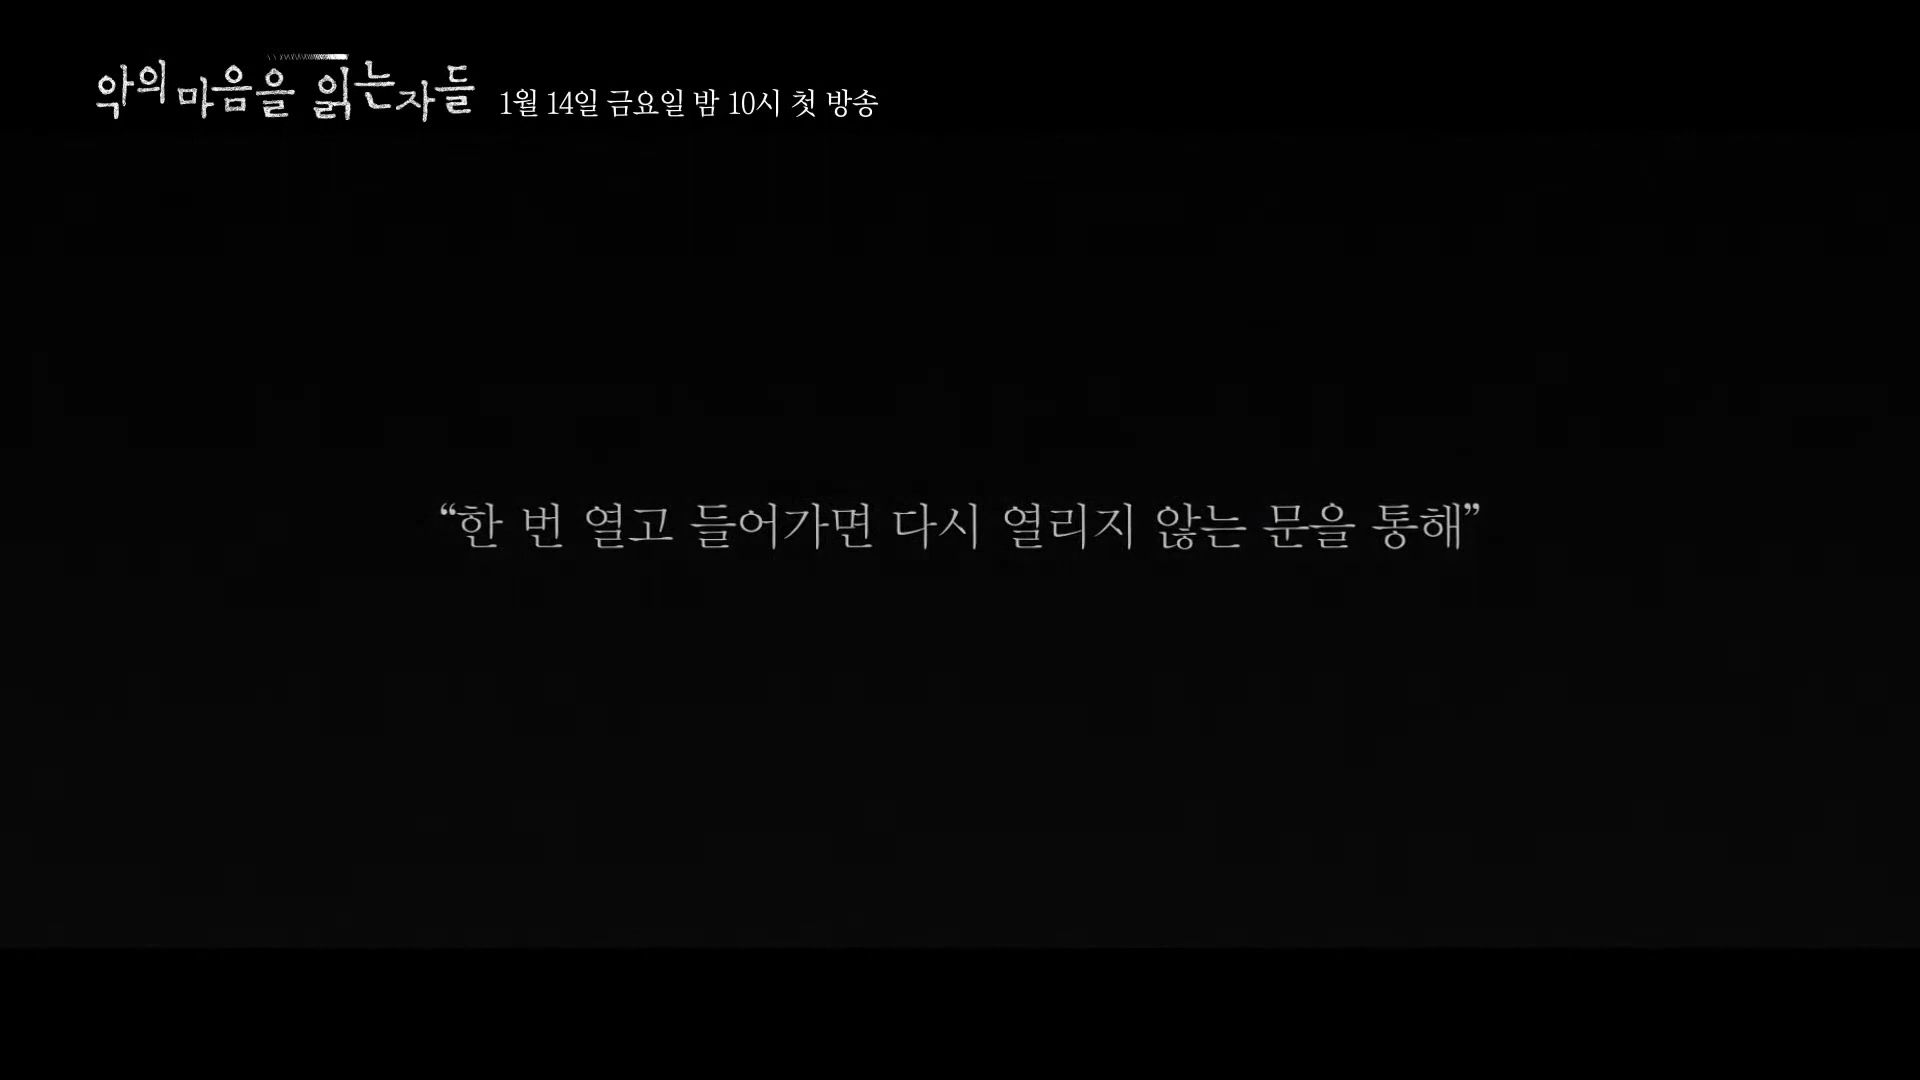 악의 마음을 읽는 자들 1월 14일 금요일 밤 10시 첫 방송
“한 번 열고 들어가면 다시 열리지 않는 문을 통해”